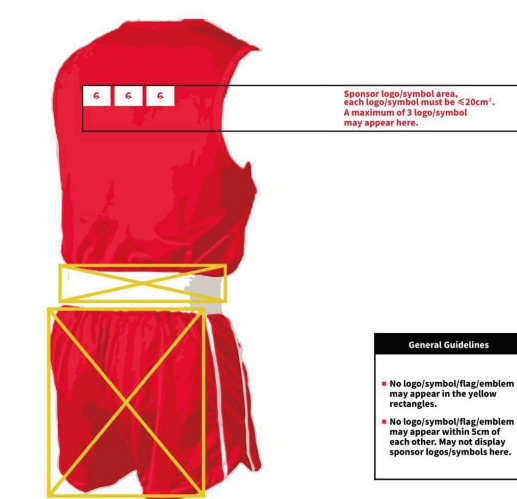 6 6 6
Sponsor logo/symbol area,
each logo/symbol must be ≤20cm².
A maximum of 3 logo/symbol
may appear here.
General Guidelines
▪ No logo/symbol/flag/emblem
may appear in the yellow
rectangles.
▪ No logo/symbol/flag/emblem
may appear within 5cm of
each other. May not display
sponsor logos/symbols here.